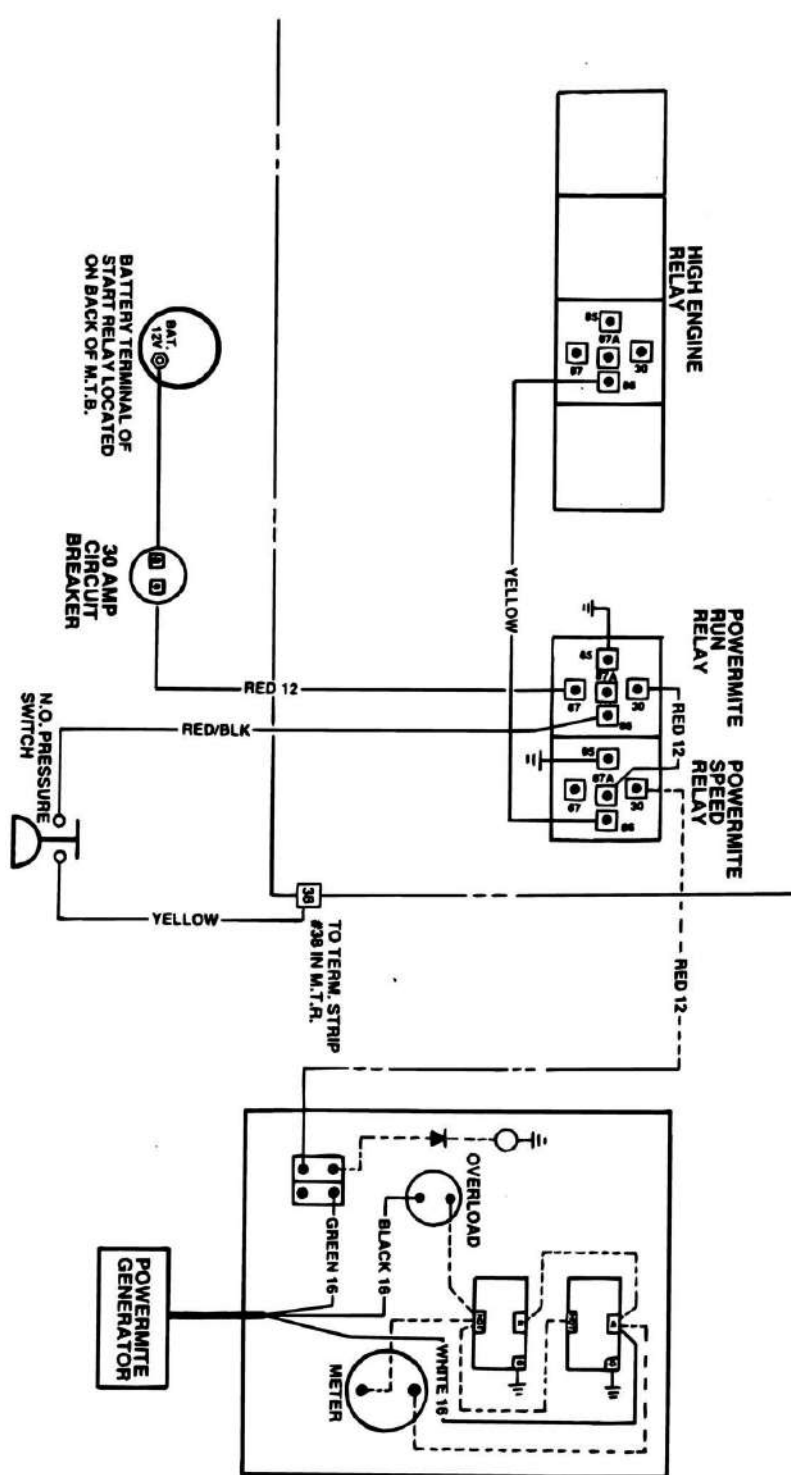 HIGH ENGINE
RELAY
85
87A
87
30
86
YELLOW
POWERMITE
RUN
RELAY
85
87A
87
30
86
RED 12
POWERMITE
SPEED
RELAY
85
87A
87
30
86
BATTERY TERMINAL OF
START RELAY LOCATED
ON BACK OF M.T.B.
BAT.
12V
30 AMP
CIRCUIT
BREAKER
RED 12
RED/BLK
N.O. PRESSURE
SWITCH
YELLOW
38
TO TERM. STRIP
#38 IN M.T.R.
RED 12
OVERLOAD
GREEN 16
BLACK 16
WHITE 16
METER
POWERMITE
GENERATOR